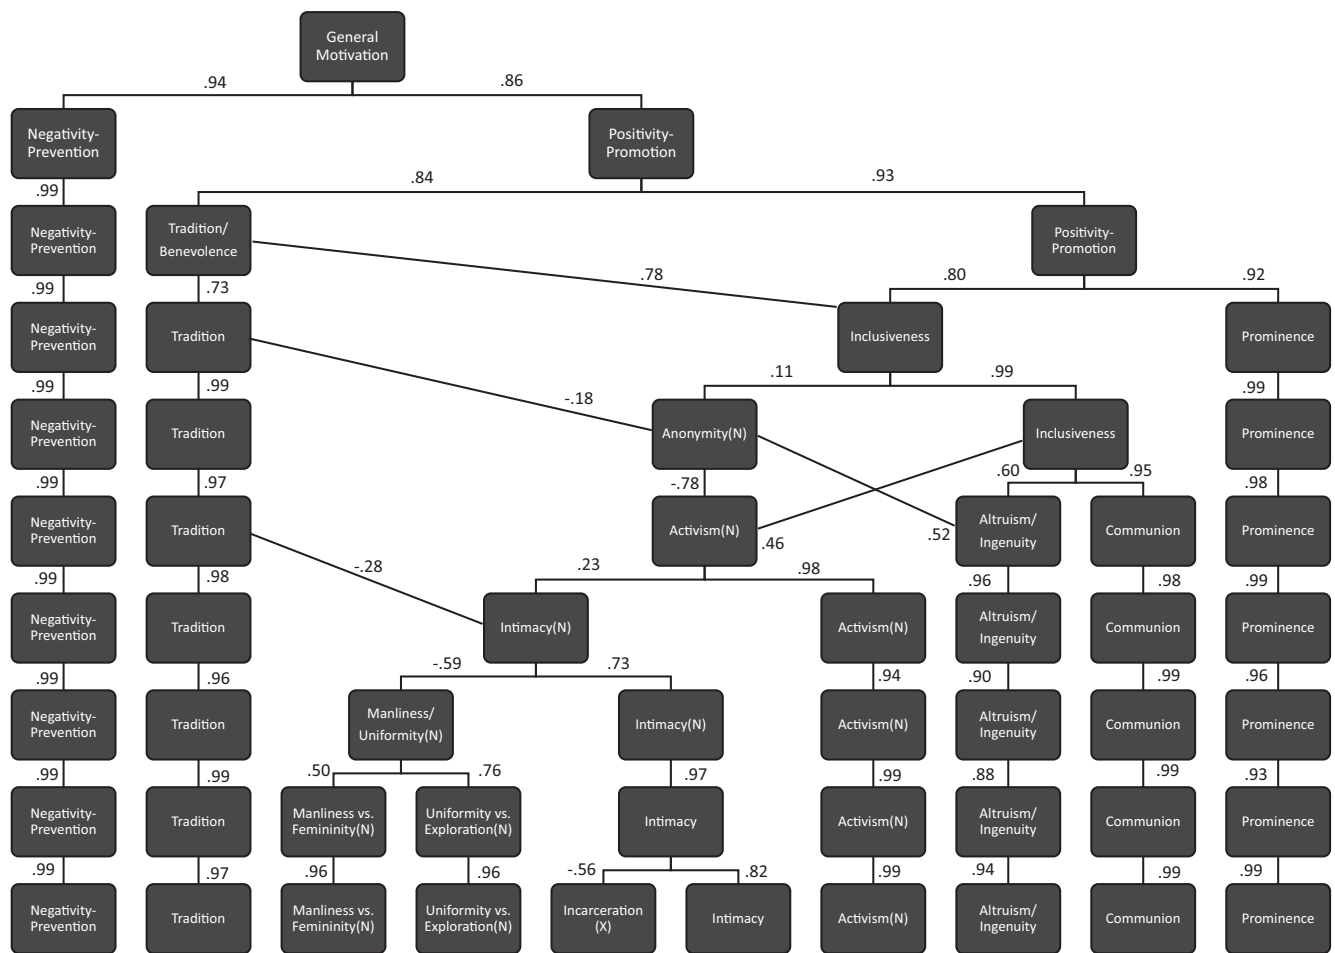 General
Motivation
.94
.86
Negativity-
Prevention
Positivity-
Promotion
.99
.84
.93
Negativity-
Prevention
Tradition/
Benevolence
Positivity-
Promotion
.99
.73
.78
.80
.92
Negativity-
Prevention
Tradition
Inclusiveness
Prominence
.99
.99
-.18
.11
.99
.99
Negativity-
Prevention
Tradition
Anonymity(N)
Inclusiveness
Prominence
.99
.97
-.78
.60
.95
.98
Negativity-
Prevention
Tradition
Activism(N)
.46
.52
Altruism/
Ingenuity
Communion
Prominence
.99
.98
-.28
.23
.98
.96
.98
.99
Negativity-
Prevention
Tradition
Intimacy(N)
Activism(N)
Altruism/
Ingenuity
Communion
Prominence
.99
.96
-.59
.73
.94
.90
.99
.96
Negativity-
Prevention
Tradition
Manliness/
Uniformity(N)
Intimacy(N)
Activism(N)
Altruism/
Ingenuity
Communion
Prominence
.99
.99
.50
.76
.97
.99
.88
.99
.93
Negativity-
Prevention
Tradition
Manliness vs.
Femininity(N)
Uniformity vs.
Exploration(N)
Intimacy
Activism(N)
Altruism/
Ingenuity
Communion
Prominence
.99
.97
.96
.96
-.56
.82
.99
.94
.99
.99
Negativity-
Prevention
Tradition
Manliness vs.
Femininity(N)
Uniformity vs.
Exploration(N)
Incarceration
(X)
Intimacy
Activism(N)
Altruism/
Ingenuity
Communion
Prominence